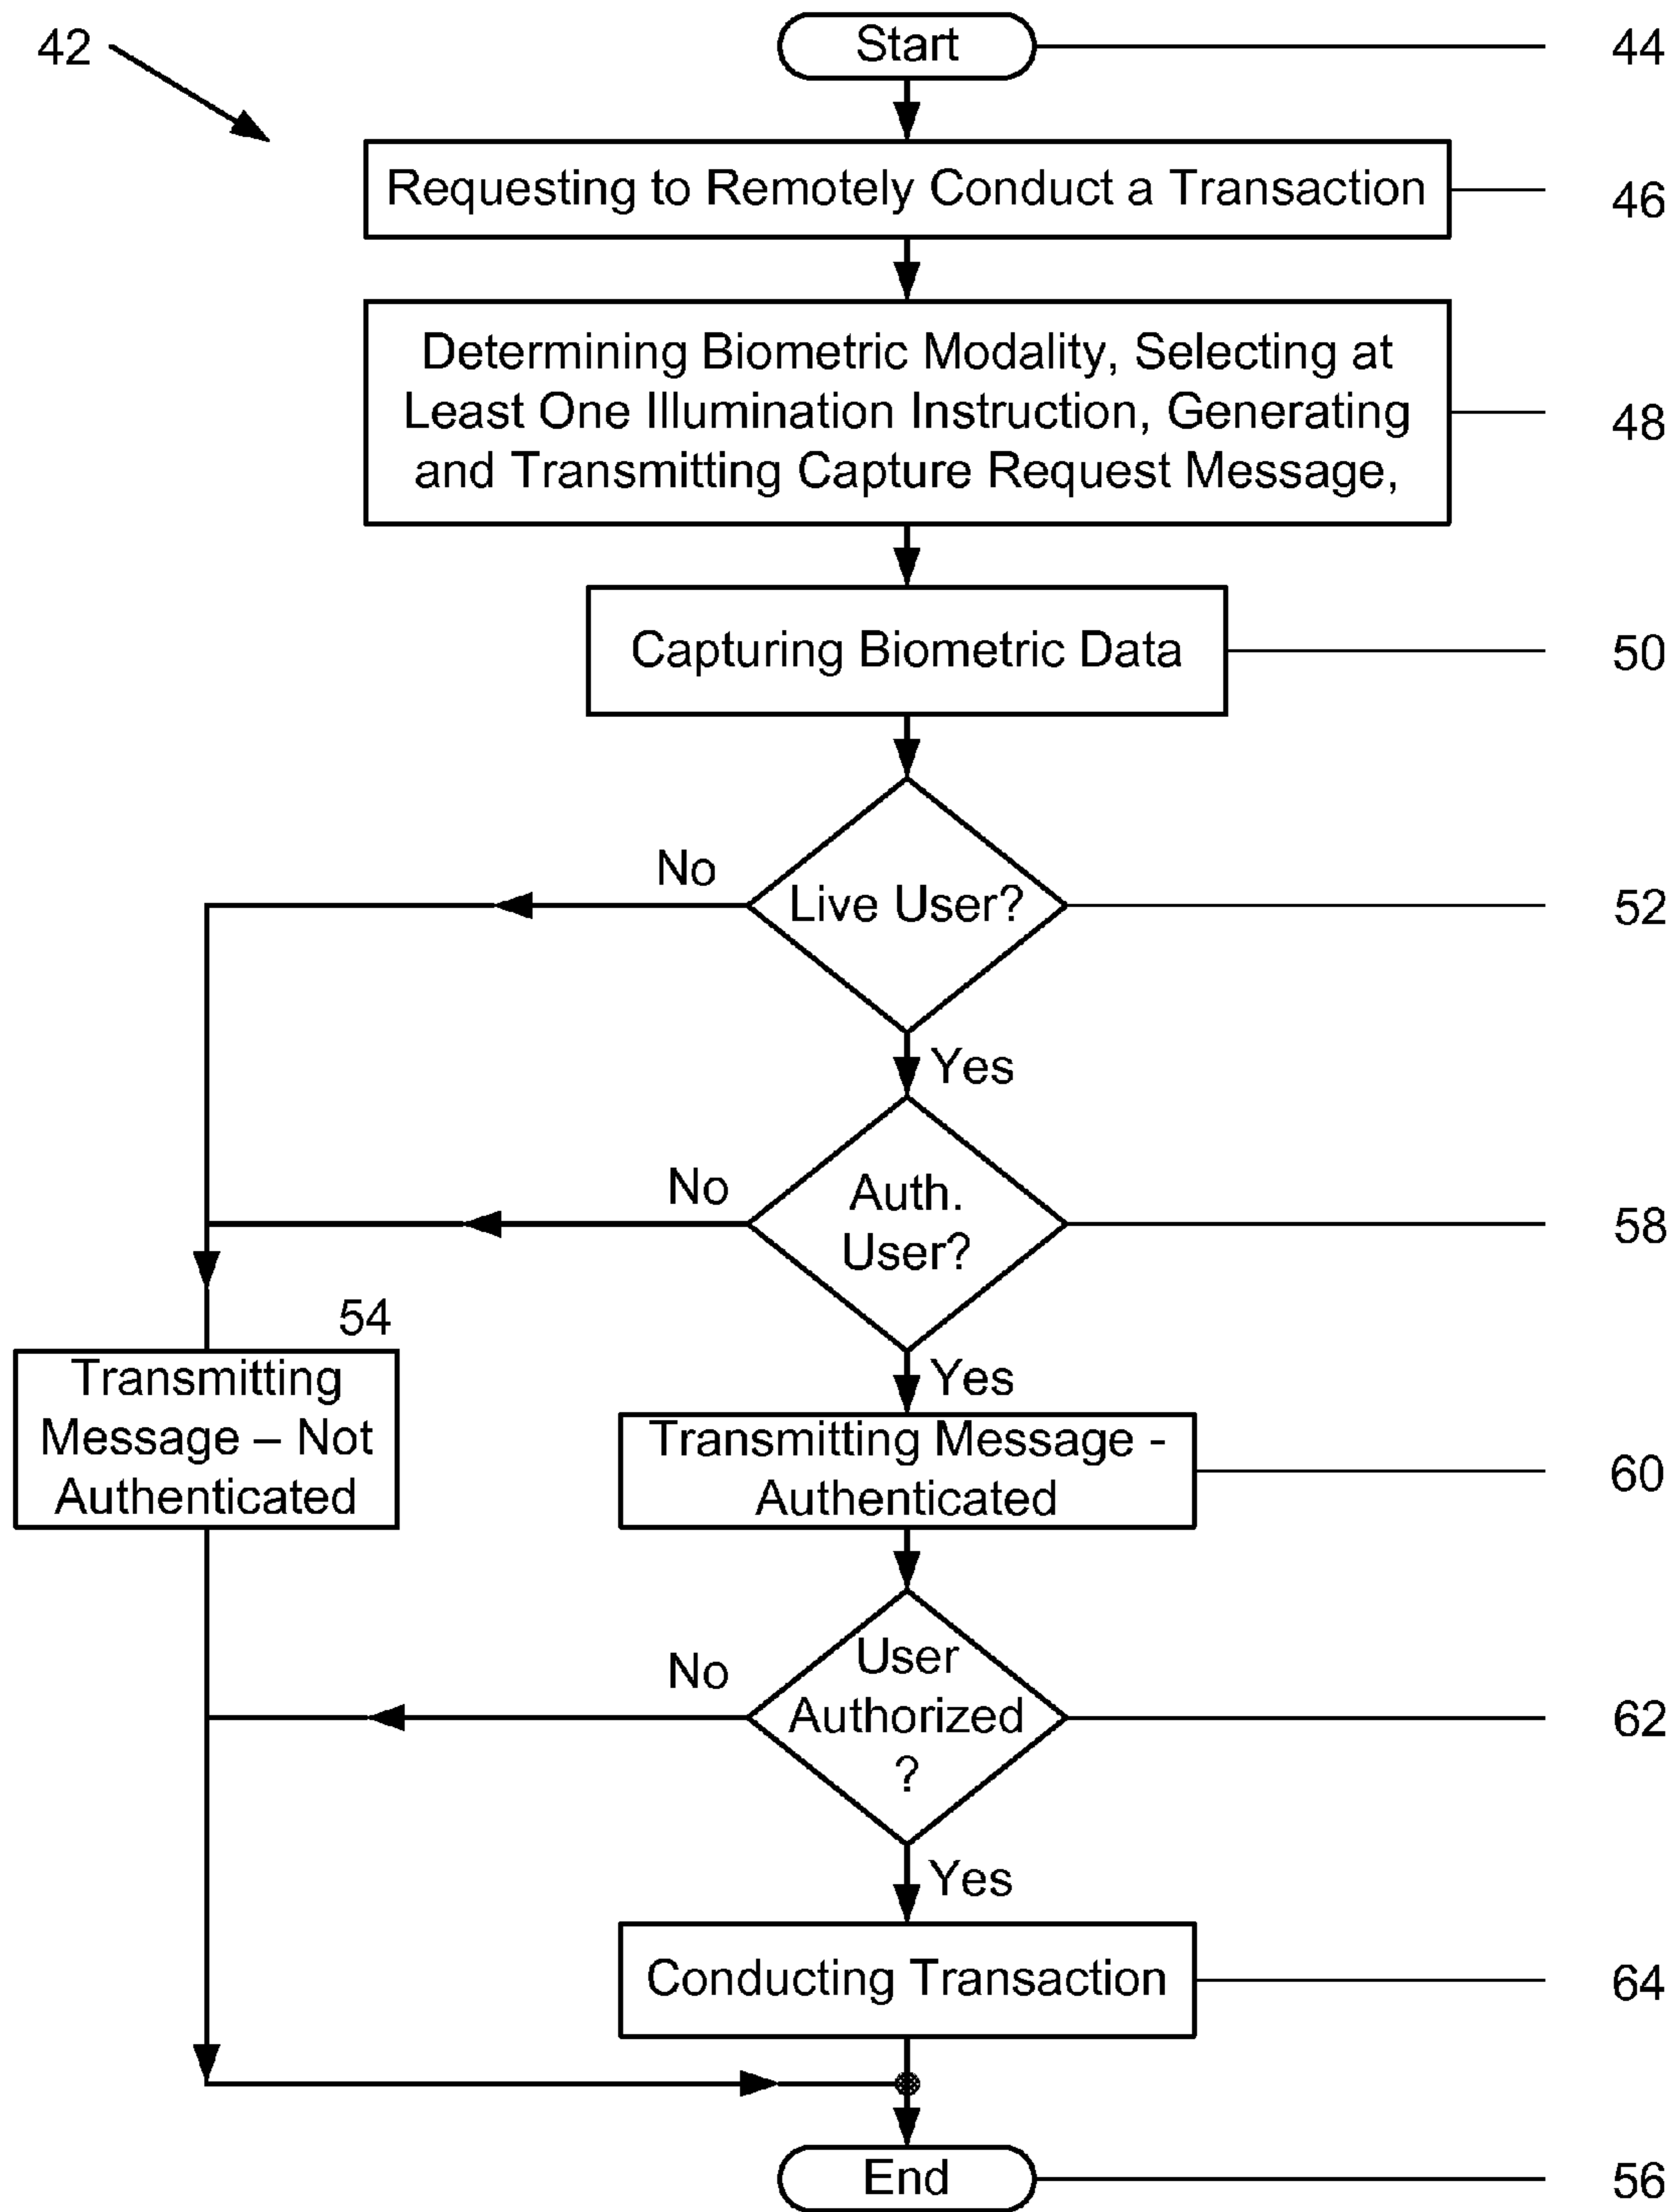 42
Start
44
Requesting to Remotely Conduct a Transaction
46
Determining Biometric Modality, Selecting at
Least One Illumination Instruction, Generating
and Transmitting Capture Request Message,
48
Capturing Biometric Data
50
No
Live User?
52
Yes
No
Auth.
User?
58
54
Transmitting
Message – Not
Authenticated
Yes
Transmitting Message -
Authenticated
60
No
User
Authorized
?
62
Yes
Conducting Transaction
64
End
56